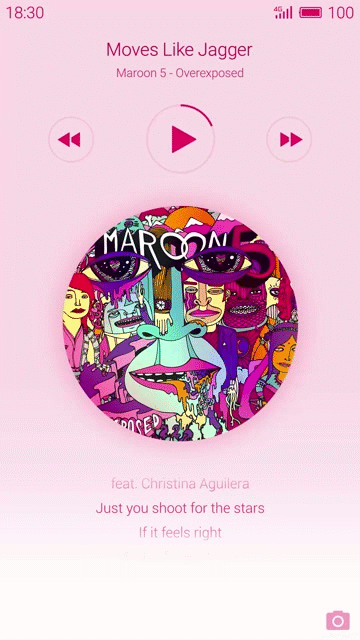 18:30
4G
100
Moves Like Jagger
Maroon 5 - Overexposed
MAROON 5
POSED
feat. Christina Aguilera
Just you shoot for the stars
If it feels right